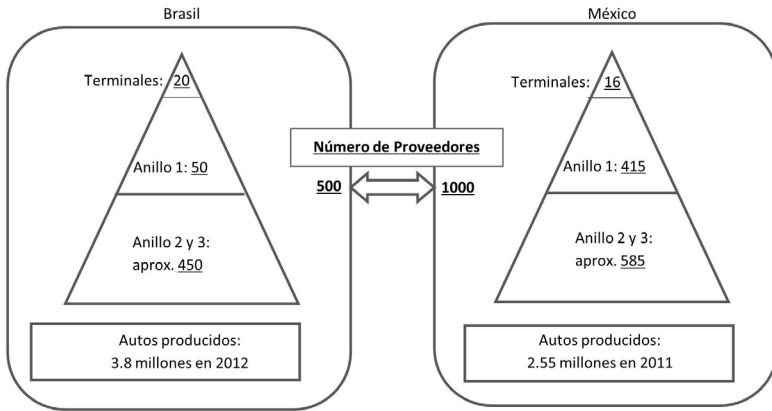 Brasil
Terminales: 20
Anillo 1: 50
Anillo 2 y 3:
aprox. 450
Autos producidos:
3.8 millones en 2012
Número de Proveedores
500
1000
México
Terminales: 16
Anillo 1: 415
Anillo 2 y 3:
aprox. 585
Autos producidos:
2.55 millones en 2011